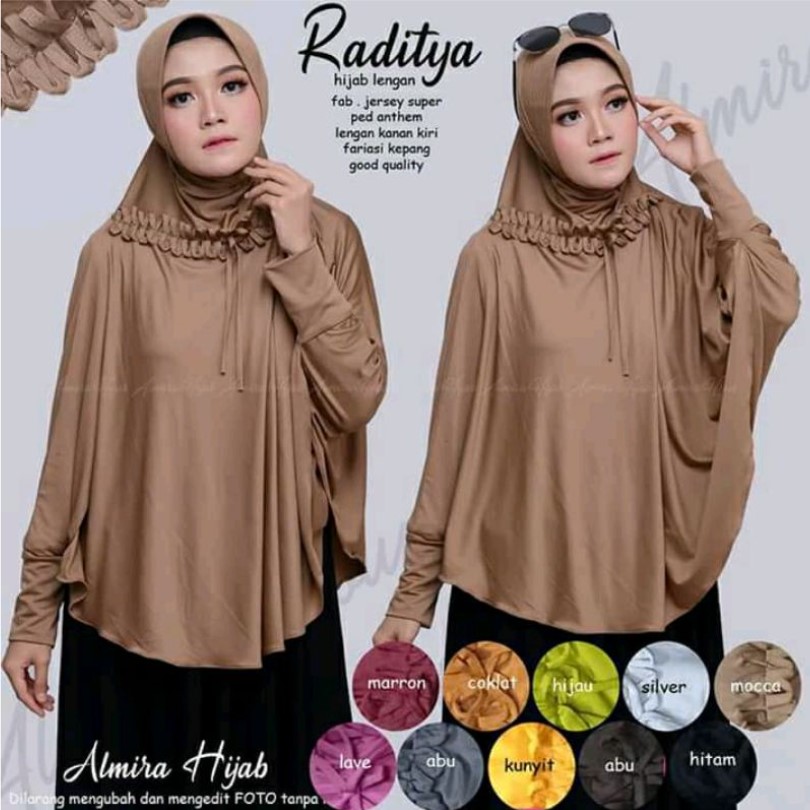 Raditya
hijab lengan
fab . jersey super
ped anthem
lengan kanan kiri
fariasi kepang
good quality
marron
coklat
hijau
silver
mocca
lave
abu
kunyit
abu
hitam
Almira Hijab
Dilarang mengubah dan mengedit FOTO tanpa